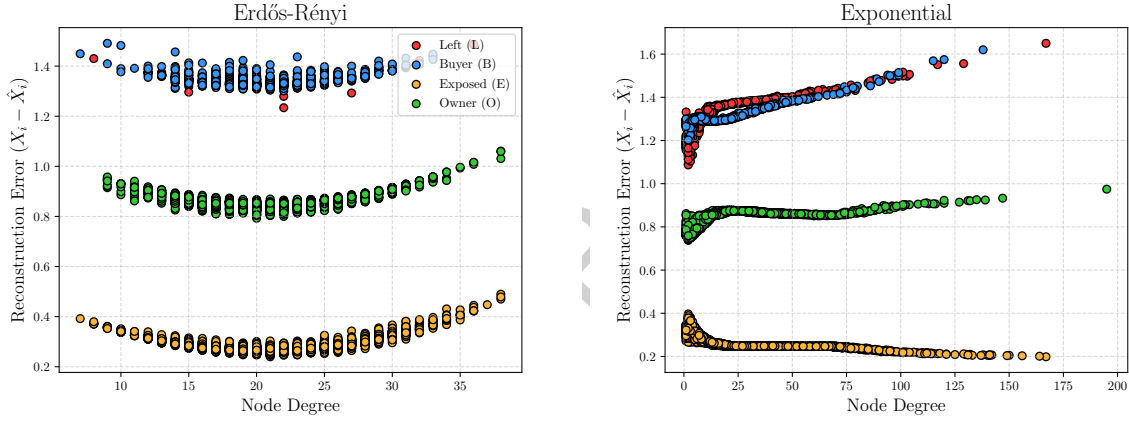 Erdős-Rényi
Reconstruction Error (X_i − X̂_i)
1.4
1.2
1.0
0.8
0.6
0.4
0.2
10 15 20 25 30 35
Node Degree
Left (L)
Buyer (B)
Exposed (E)
Owner (O)
Exponential
Reconstruction Error (X_i − X̂_i)
1.6
1.4
1.2
1.0
0.8
0.6
0.4
0.2
0 25 50 75 100 125 150 175 200
Node Degree